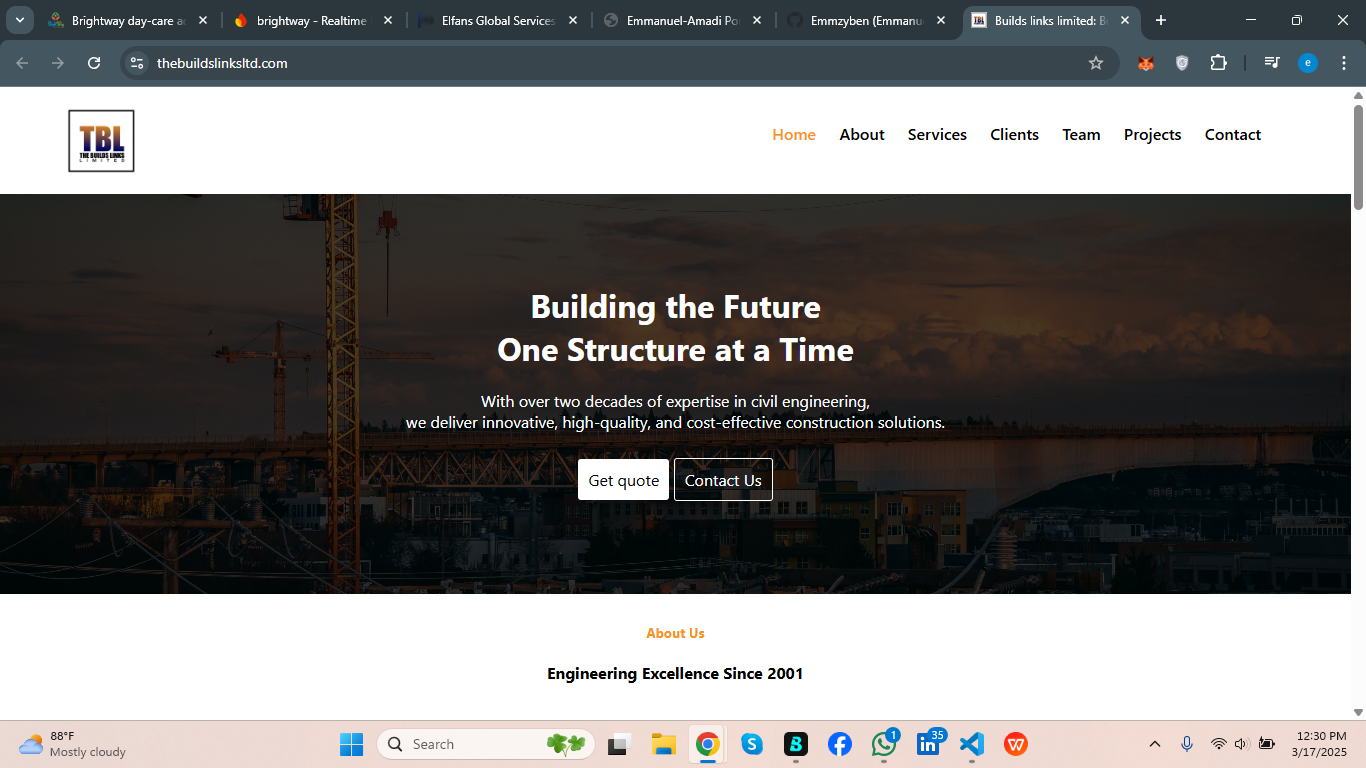 Brightway day-care ac
brightway - Realtime
Elfans Global Services
Emmanuel-Amadi Po
Emmzyben (Emmanu
Builds links limited: B
thebuildslinksltd.com
e
TBL
THE BUILDS LINKS
LIMITED
Home
About
Services
Clients
Team
Projects
Contact
Building the Future
One Structure at a Time
With over two decades of expertise in civil engineering,
we deliver innovative, high-quality, and cost-effective construction solutions.
Get quote
Contact Us
About Us
Engineering Excellence Since 2001
88°F
Mostly cloudy
Search
1
35
12:30 PM
3/17/2025